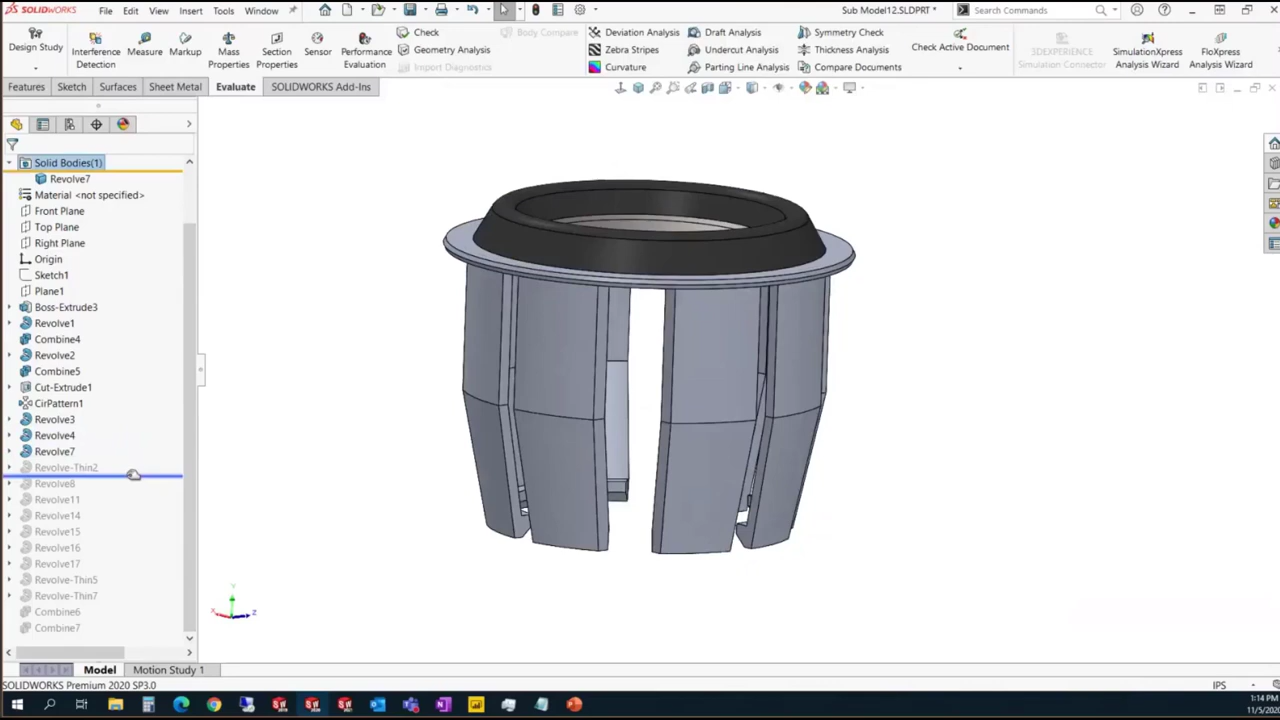 SOLIDWORKS File Edit View Insert Tools Window Sub Model12.SLDPRT * Search Commands
Design Study
Interference Detection
Measure
Markup
Mass Properties
Section Properties
Sensor
Performance Evaluation
Check
Geometry Analysis
Import Diagnostics
Body Compare
Deviation Analysis
Zebra Stripes
Curvature
Draft Analysis
Undercut Analysis
Parting Line Analysis
Symmetry Check
Thickness Analysis
Compare Documents
Check Active Document
3DEXPERIENCE Simulation Connector
SimulationXpress Analysis Wizard
FloXpress Analysis Wizard
Features Sketch Surfaces Sheet Metal Evaluate SOLIDWORKS Add-Ins
Solid Bodies(1)
Revolve7
Material <not specified>
Front Plane
Top Plane
Right Plane
Origin
Sketch1
Plane1
Boss-Extrude3
Revolve1
Combine4
Revolve2
Combine5
Cut-Extrude1
CirPattern1
Revolve3
Revolve4
Revolve7
Revolve-Thin2
Revolve8
Revolve11
Revolve14
Revolve15
Revolve16
Revolve17
Revolve-Thin5
Revolve-Thin7
Combine6
Combine7
Y
X Z
Model Motion Study 1
SOLIDWORKS Premium 2020 SP3.0 IPS
1:14 PM